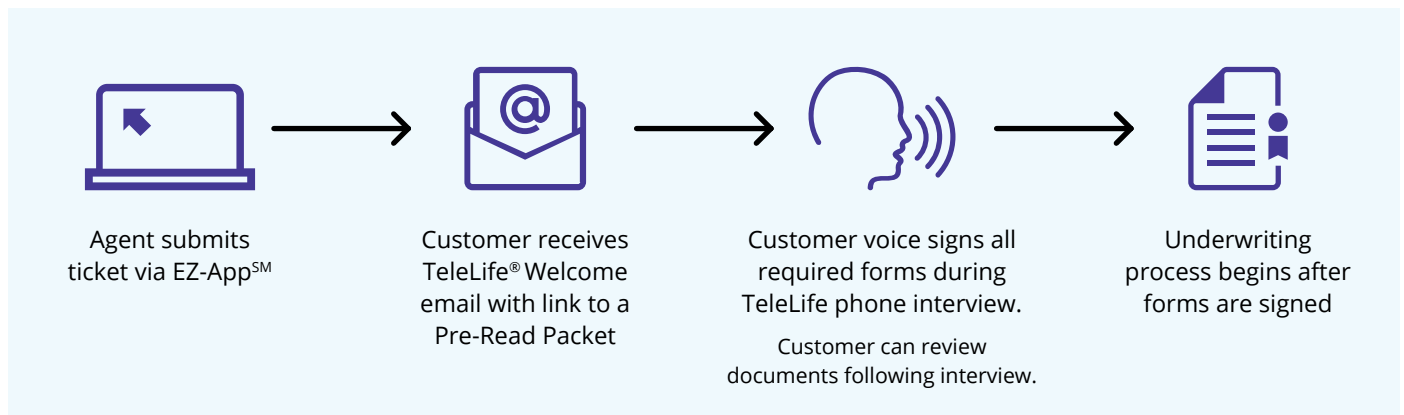 Agent submits
ticket via EZ-App℠
Customer receives
TeleLife® Welcome
email with link to a
Pre-Read Packet
Customer voice signs all
required forms during
TeleLife phone interview.
Customer can review
documents following interview.
Underwriting
process begins after
forms are signed